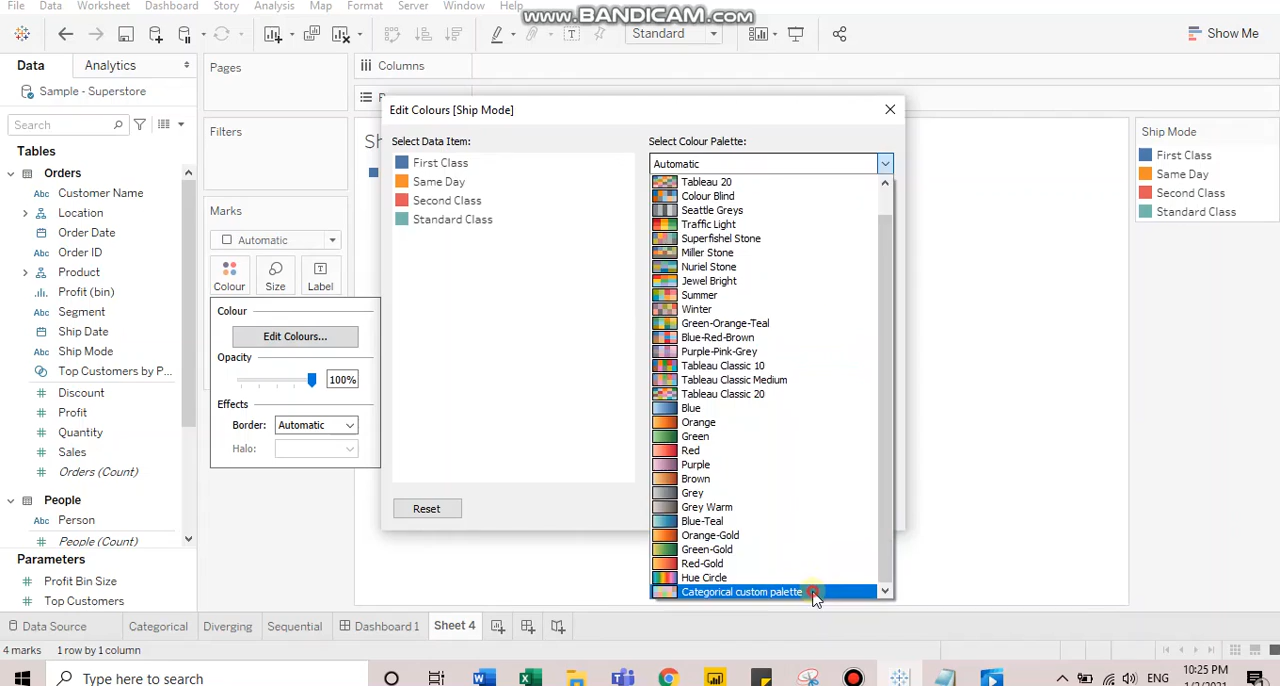 File Data Worksheet Dashboard Story Analysis Map Format Server Window Help
www.BANDICAM.com
Standard
Show Me
Data Analytics
Pages
Columns
Sample - Superstore
Search
Filters
Tables
Orders
Customer Name
Location
Order Date
Order ID
Product
Profit (bin)
Segment
Ship Date
Ship Mode
Top Customers by P...
Discount
Profit
Quantity
Sales
Orders (Count)
People
Person
People (Count)
Parameters
Profit Bin Size
Top Customers
Marks
Automatic
Colour Size Label
Colour
Edit Colours...
Opacity
100%
Effects
Border: Automatic
Halo:
Edit Colours [Ship Mode]
Select Data Item:
First Class
Same Day
Second Class
Standard Class
Reset
Select Colour Palette:
Automatic
Tableau 20
Colour Blind
Seattle Greys
Traffic Light
Superfishel Stone
Miller Stone
Nuriel Stone
Jewel Bright
Summer
Winter
Green-Orange-Teal
Blue-Red-Brown
Purple-Pink-Grey
Tableau Classic 10
Tableau Classic Medium
Tableau Classic 20
Blue
Orange
Green
Red
Purple
Brown
Grey
Grey Warm
Blue-Teal
Orange-Gold
Green-Gold
Red-Gold
Hue Circle
Categorical custom palette
Ship Mode
First Class
Same Day
Second Class
Standard Class
Data Source Categorical Diverging Sequential Dashboard 1 Sheet 4
4 marks 1 row by 1 column
Type here to search
ENG
10:25 PM